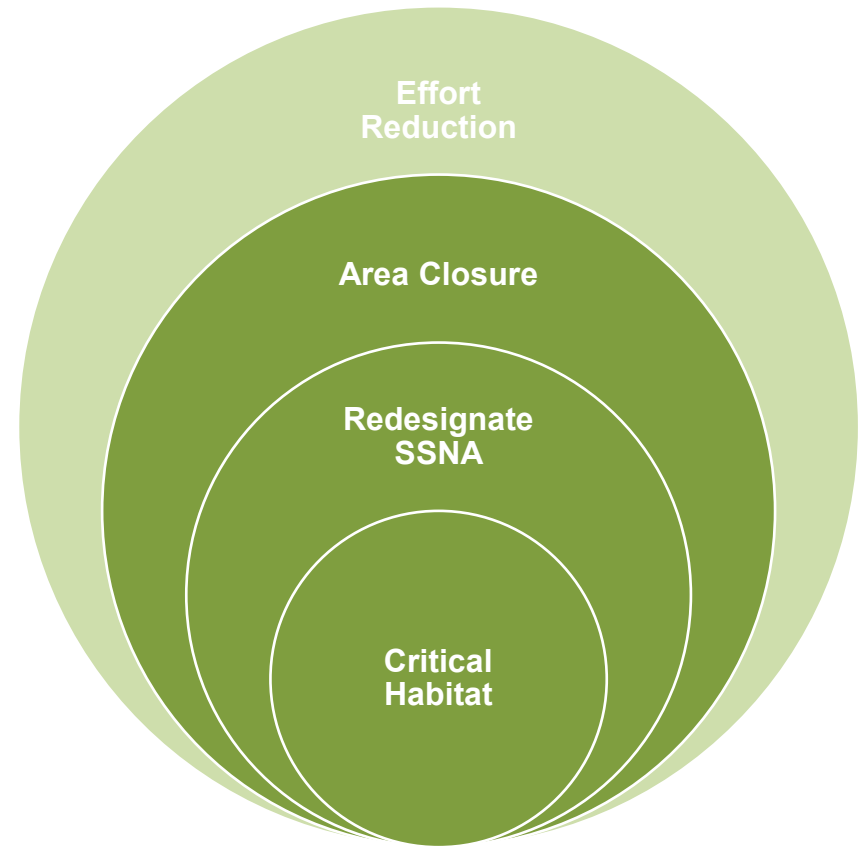 Effort
Reduction
Area Closure
Redesignate
SSNA
Critical
Habitat